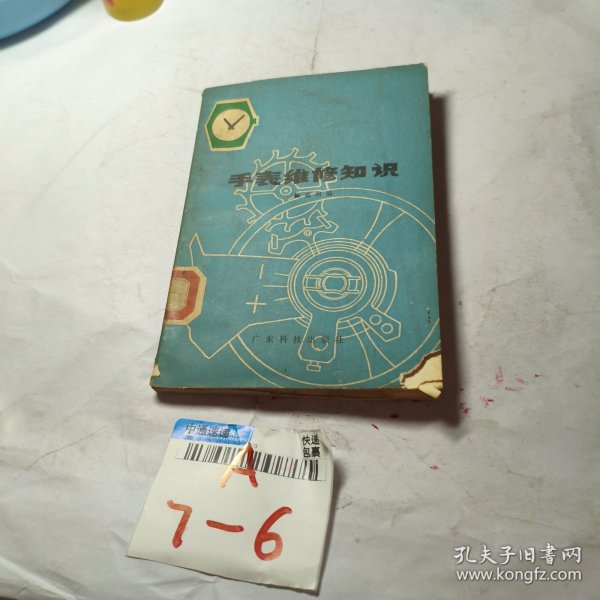 手表维修知识
广东科技出版社
中通速递
快递
包裹
A
7-6
孔夫子旧书网
www.kongfz.com